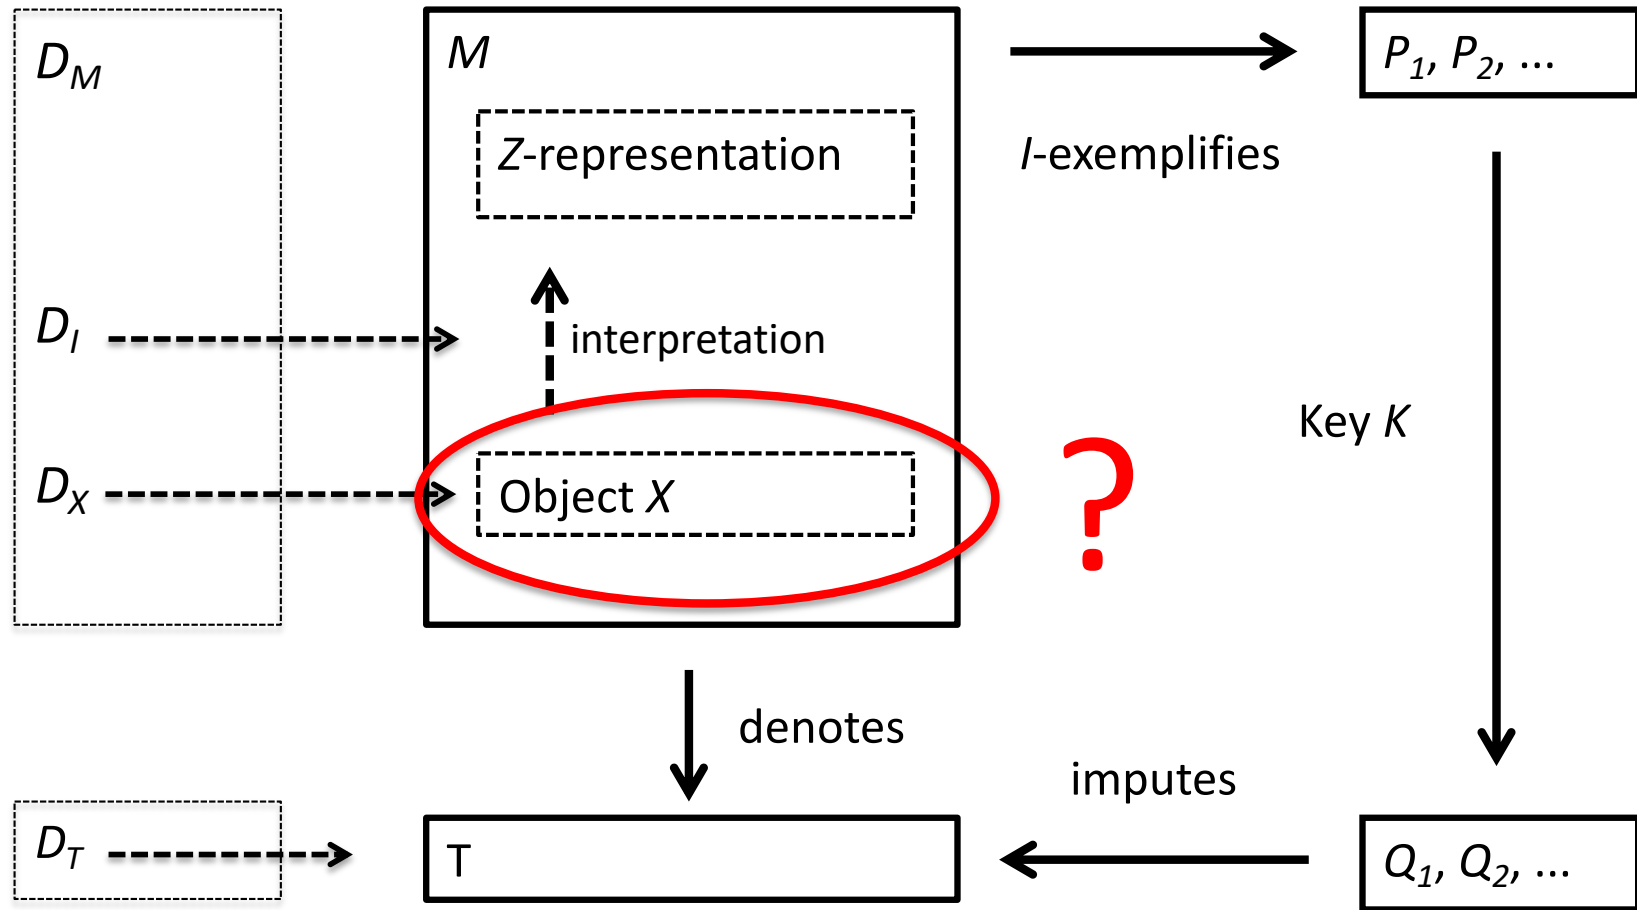 D_M
M
P_1, P_2, ...
Z-representation
I-exemplifies
D_I
interpretation
Key K
D_X
Object X
?
denotes
imputes
D_T
T
Q_1, Q_2, ...